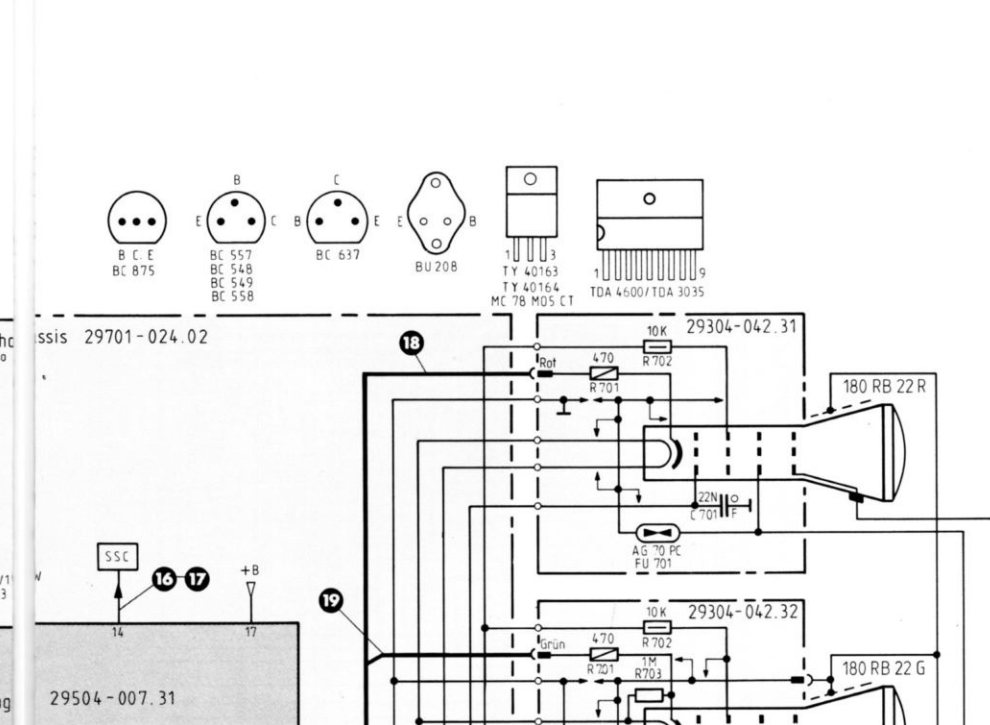 B
E C
C
B E
E B
B C. E
BC 875
BC 557
BC 548
BC 549
BC 558
BC 637
BU 208
1 3
TY 40163
TY 40164
MC 78 M05 CT
1 9
TDA 4600/TDA 3035
ssis 29701-024.02
18
Rot
470
R701
10K
R702
29304-042.31
180 RB 22 R
22N
C701
F
AG 70 PC
FU 701
SSC
16 17
+B
14 17
29504-007.31
19
Grün
470
R701
10K
R702
1M
R703
29304-042.32
180 RB 22 G